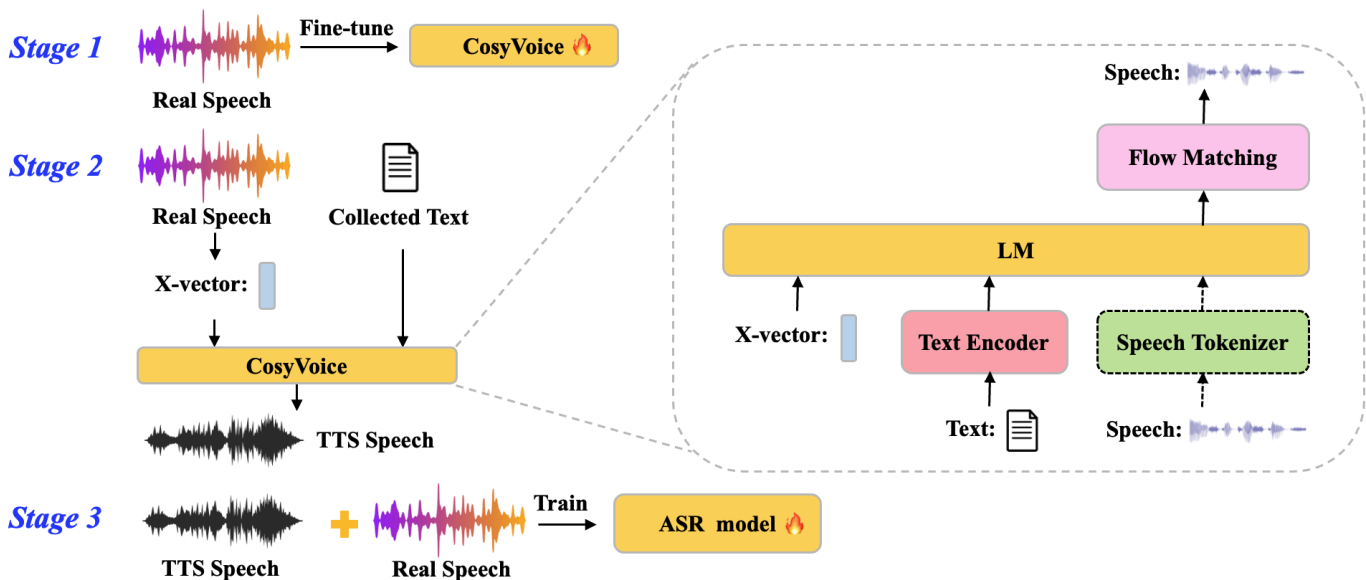 Stage 1
Fine-tune
CosyVoice
Real Speech
Stage 2
Real Speech
Collected Text
X-vector:
CosyVoice
TTS Speech
Stage 3
TTS Speech
Real Speech
Train
ASR model
Speech:
Flow Matching
LM
X-vector:
Text Encoder
Speech Tokenizer
Text:
Speech: